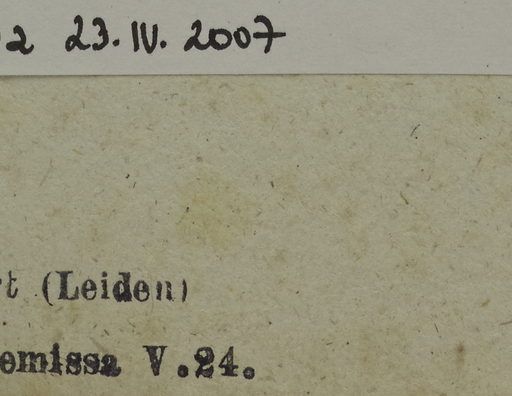 23.IV.2007
(Leiden)
emissa V.24.